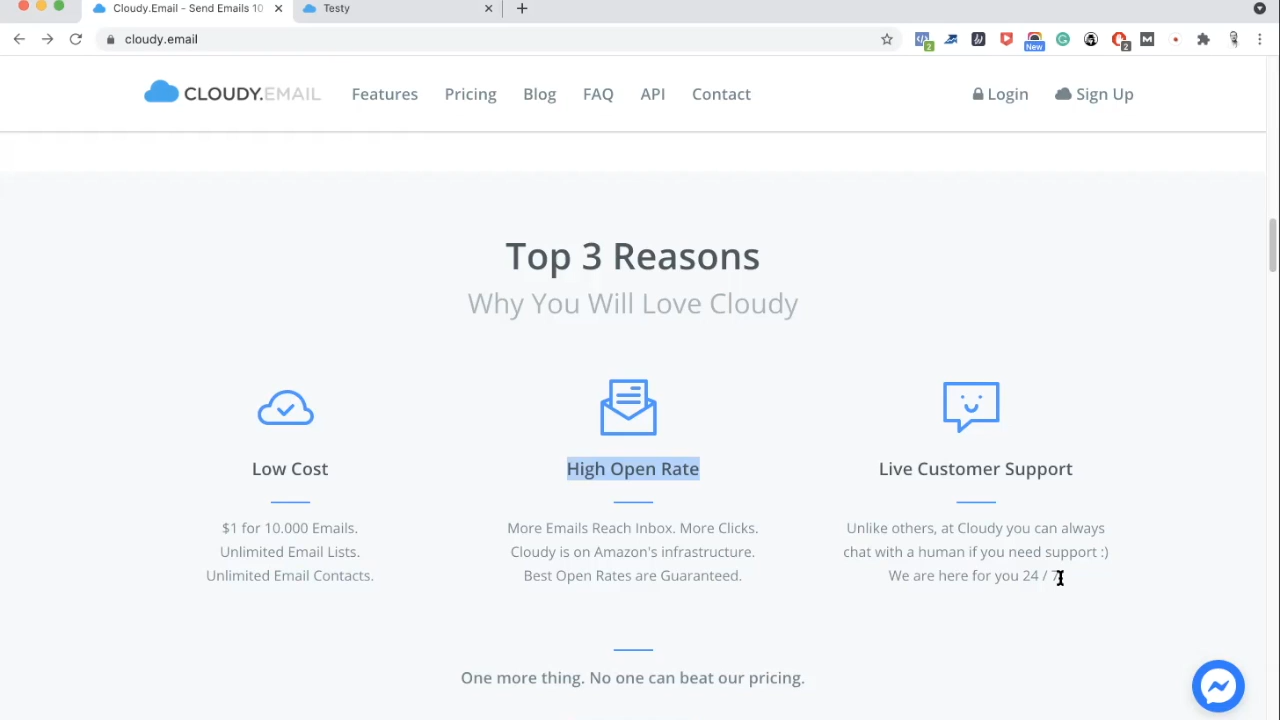 Cloudy.Email - Send Emails 10
Testy
cloudy.email
2
New
2
CLOUDY.EMAIL
Features
Pricing
Blog
FAQ
API
Contact
Login
Sign Up
Top 3 Reasons
Why You Will Love Cloudy
Low Cost
$1 for 10.000 Emails.
Unlimited Email Lists.
Unlimited Email Contacts.
High Open Rate
More Emails Reach Inbox. More Clicks.
Cloudy is on Amazon's infrastructure.
Best Open Rates are Guaranteed.
Live Customer Support
Unlike others, at Cloudy you can always
chat with a human if you need support :)
We are here for you 24 / 7
One more thing. No one can beat our pricing.